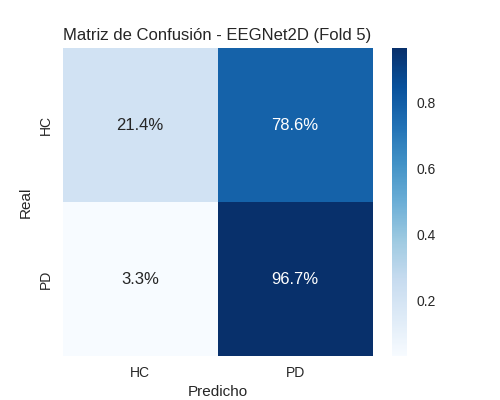 Matriz de Confusión - EEGNet2D (Fold 5)
HC
21.4%
78.6%
PD
3.3%
96.7%
Real
HC
PD
Predicho
0.8
0.6
0.4
0.2